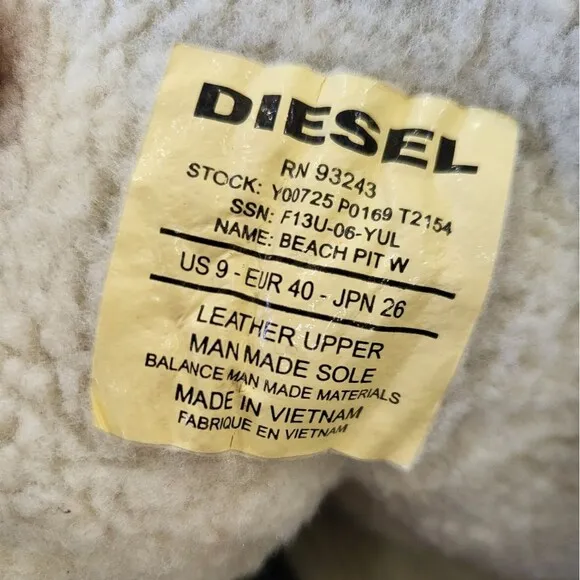 DIESEL
RN 93243
STOCK: Y00725 P0169 T2154
SSN: F13U-06-YUL
NAME: BEACH PIT W
US 9 - EUR 40 - JPN 26
LEATHER UPPER
MAN MADE SOLE
BALANCE MAN MADE MATERIALS
MADE IN VIETNAM
FABRIQUE EN VIETNAM